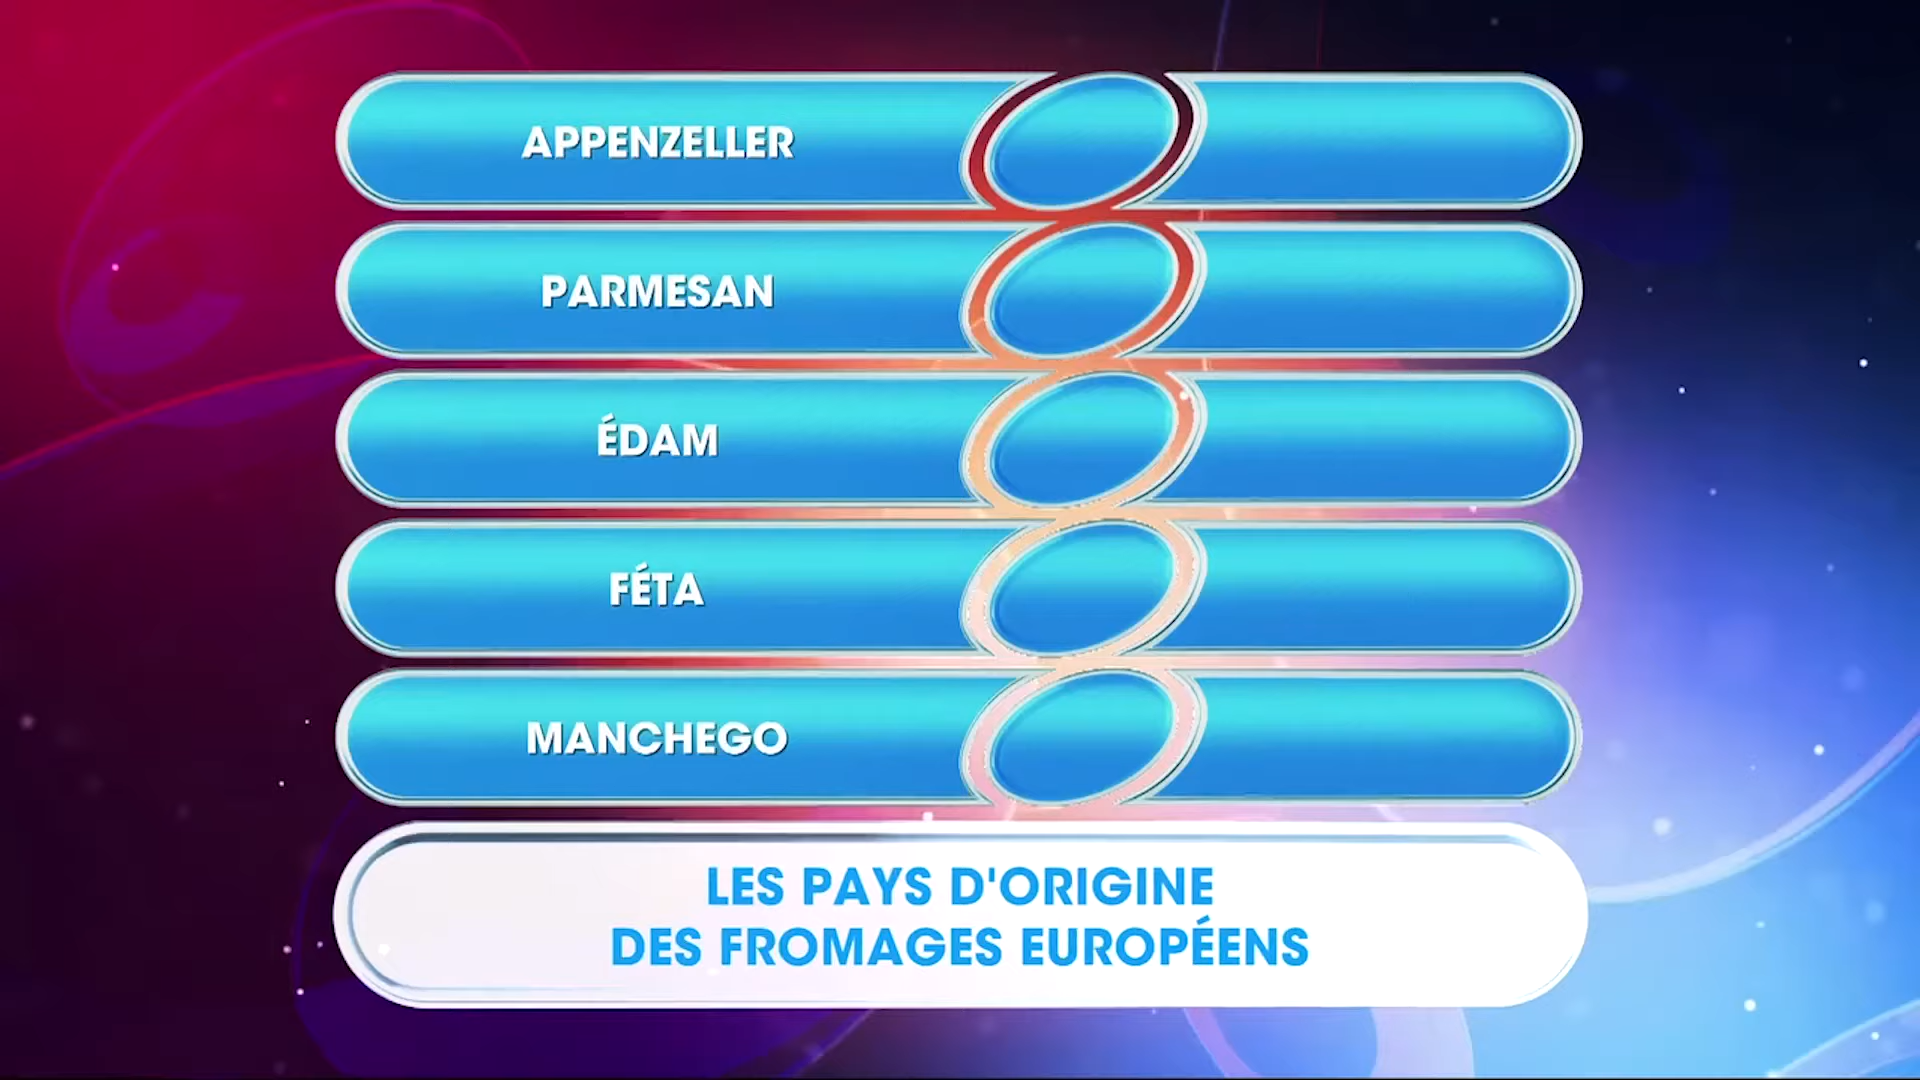 APPENZELLER
PARMESAN
ÉDAM
FÉTA
MANCHEGO
LES PAYS D'ORIGINE
DES FROMAGES EUROPÉENS